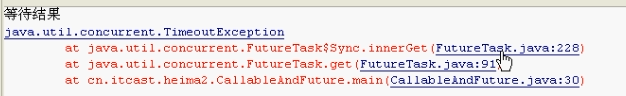 等待结果
java.util.concurrent.TimeoutException
at java.util.concurrent.FutureTask$Sync.innerGet(FutureTask.java:228)
at java.util.concurrent.FutureTask.get(FutureTask.java:91)
at cn.itcast.heima2.CallableAndFuture.main(CallableAndFuture.java:30)